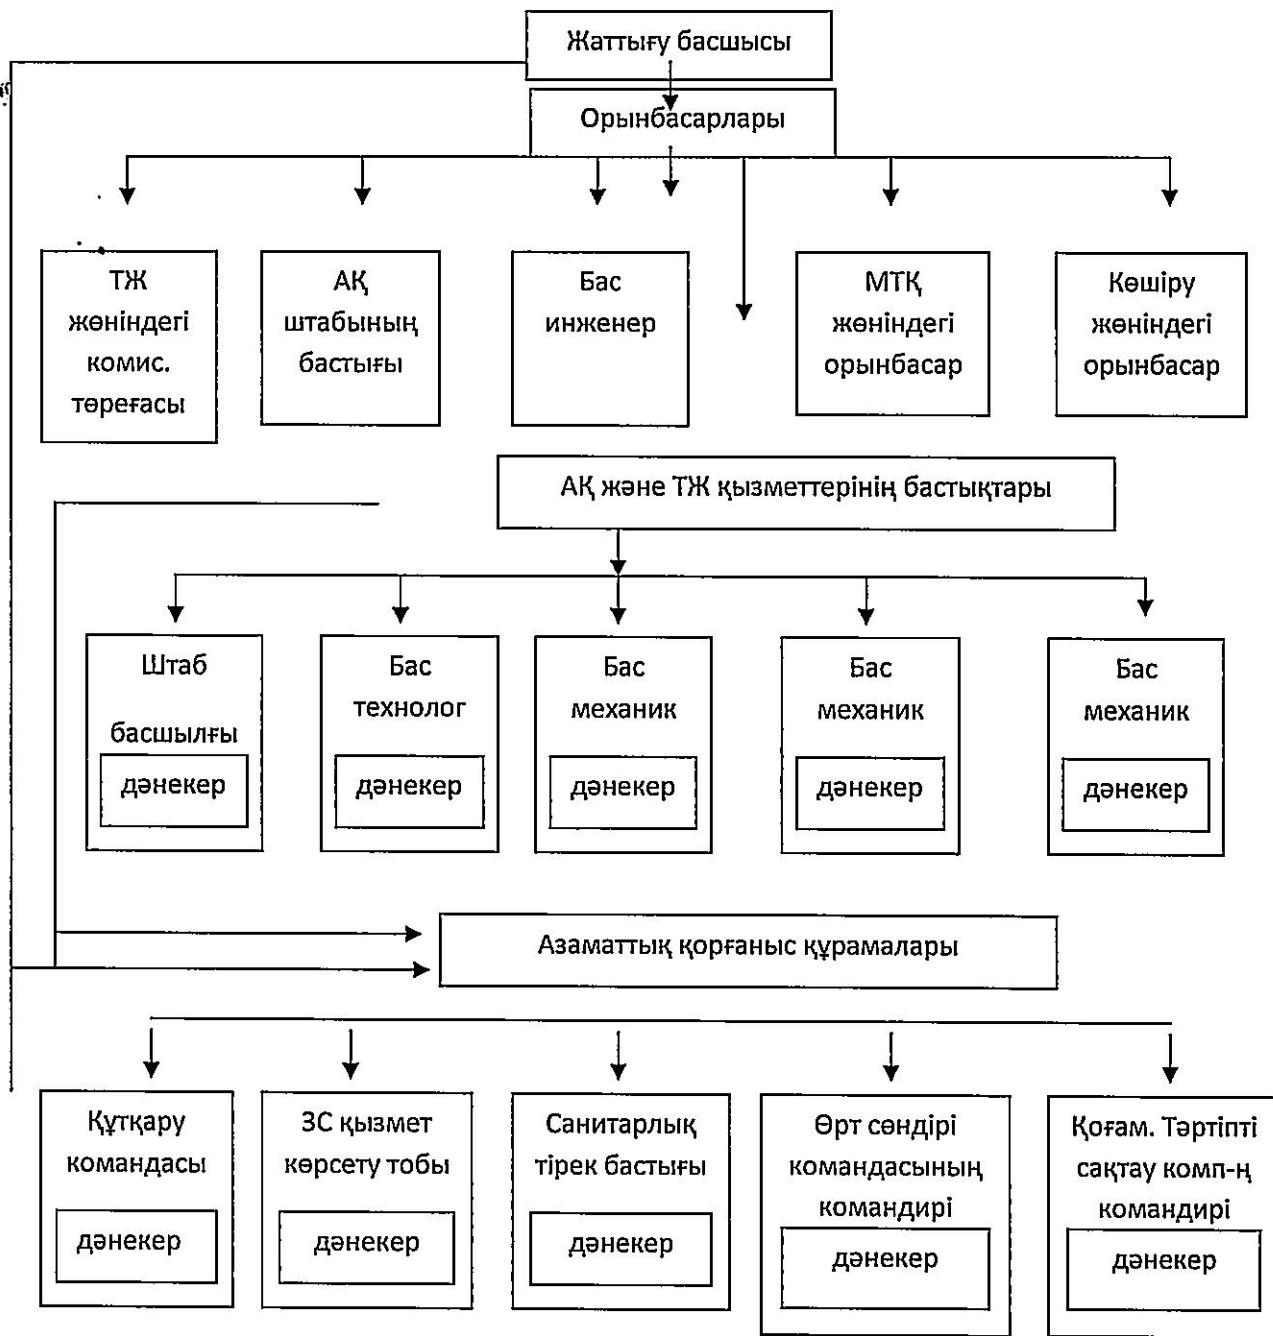 Жаттығу басшысы
Орынбасарлары
ТЖ
жөніндегі
комис.
төреғасы
АҚ
штабының
бастығы
Бас
инженер
МТҚ
жөніндегі
орынбасар
Көшіру
жөніндегі
орынбасар
АҚ және ТЖ қызметтерінің бастықтары
Штаб
басшылғы
дәнекер
Бас
технолог
дәнекер
Бас
механик
дәнекер
Бас
механик
дәнекер
Бас
механик
дәнекер
Азаматтық қорғаныс құрамалары
Құтқару
командасы
дәнекер
ЗС қызмет
көрсету тобы
дәнекер
Санитарлық
тірек бастығы
дәнекер
Өрт сөндірі
командасының
командирі
дәнекер
Қоғам. Тәртіпті
сақтау комп-ң
командирі
дәнекер